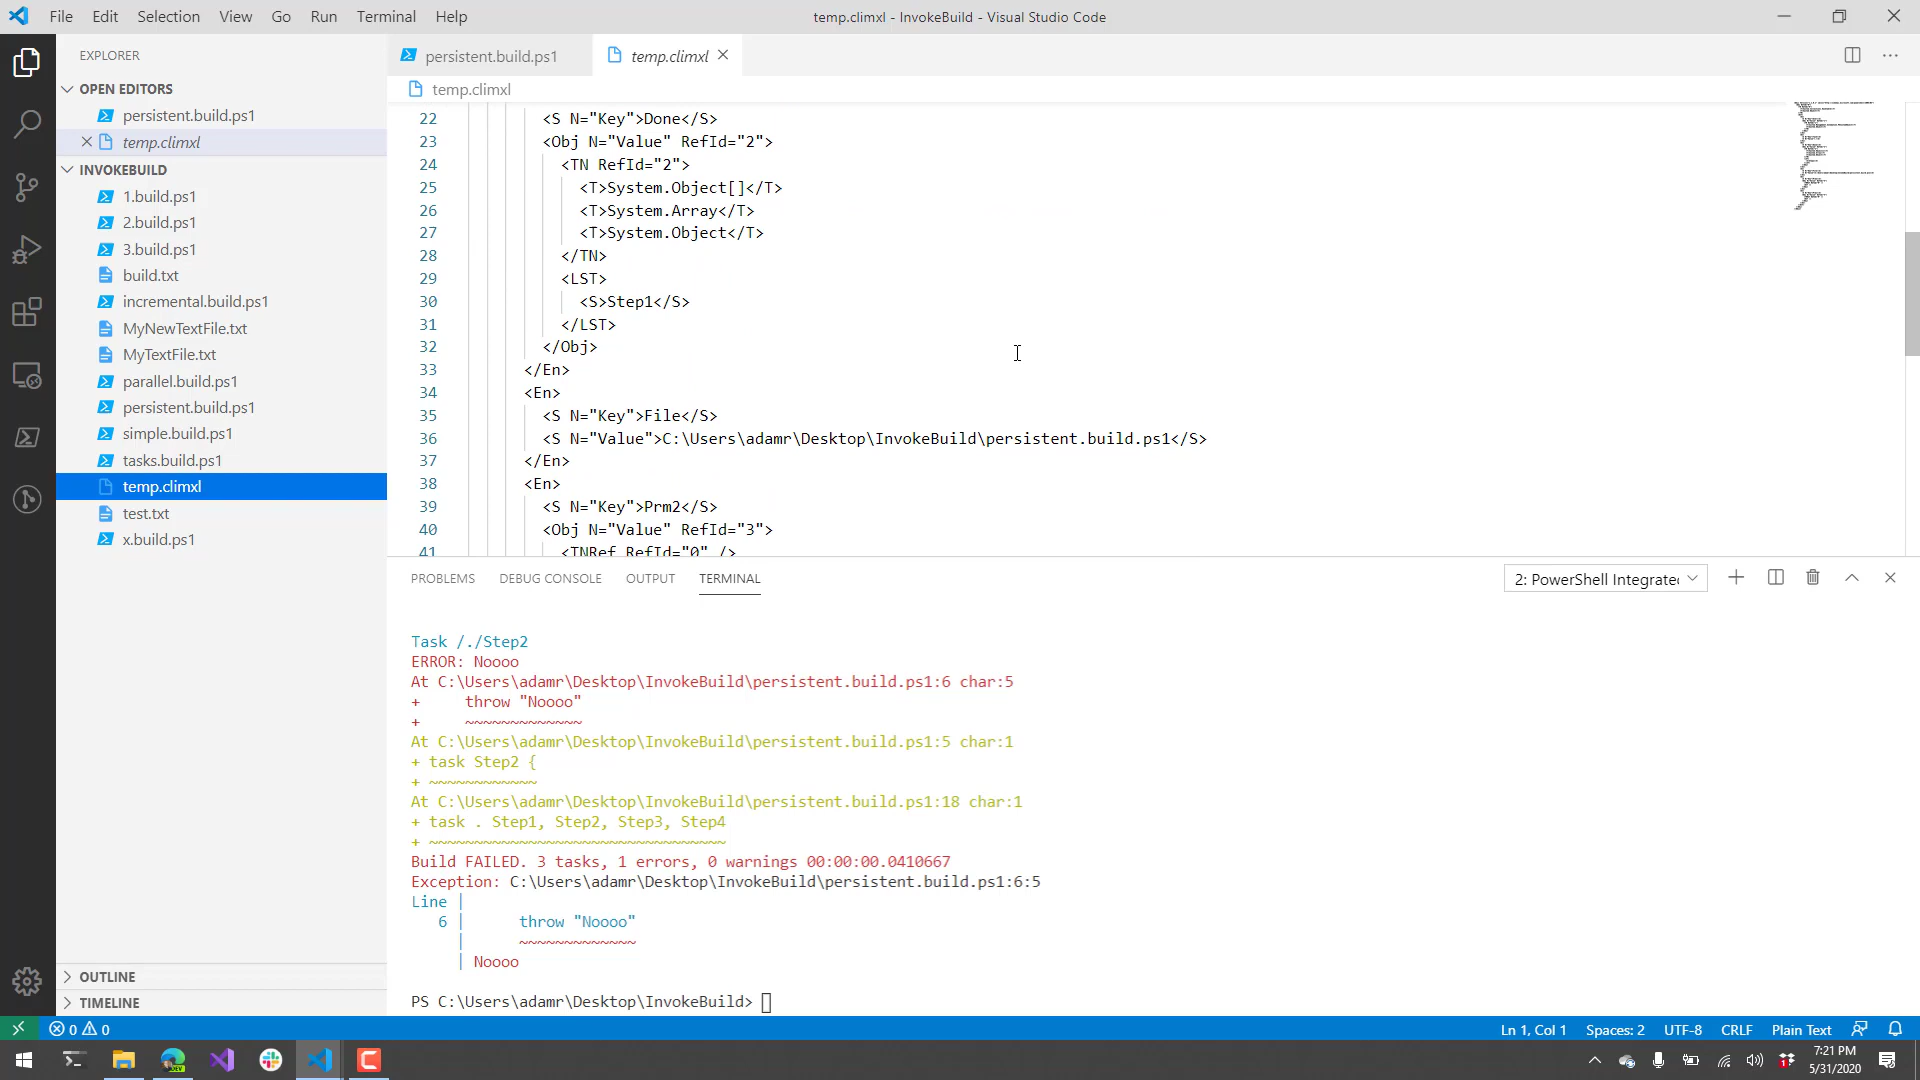 File Edit Selection View Go Run Terminal Help
temp.climxl - InvokeBuild - Visual Studio Code
EXPLORER
OPEN EDITORS
persistent.build.ps1
temp.climxl
INVOKEBUILD
1.build.ps1
2.build.ps1
3.build.ps1
build.txt
incremental.build.ps1
MyNewTextFile.txt
MyTextFile.txt
parallel.build.ps1
persistent.build.ps1
simple.build.ps1
tasks.build.ps1
temp.climxl
test.txt
x.build.ps1
OUTLINE
TIMELINE
persistent.build.ps1
temp.climxl
temp.climxl
22 <S N="Key">Done</S>
23 <Obj N="Value" RefId="2">
24 <TN RefId="2">
25 <T>System.Object[]</T>
26 <T>System.Array</T>
27 <T>System.Object</T>
28 </TN>
29 <LST>
30 <S>Step1</S>
31 </LST>
32 </Obj>
33 </En>
34 <En>
35 <S N="Key">File</S>
36 <S N="Value">C:\Users\adamr\Desktop\InvokeBuild\persistent.build.ps1</S>
37 </En>
38 <En>
39 <S N="Key">Prm2</S>
40 <Obj N="Value" RefId="3">
41 <TNRef RefId="0" />
PROBLEMS DEBUG CONSOLE OUTPUT TERMINAL
2: PowerShell Integrate
Task /./Step2
ERROR: Noooo
At C:\Users\adamr\Desktop\InvokeBuild\persistent.build.ps1:6 char:5
+ throw "Noooo"
+ ~~~~~~~~~~~~~
At C:\Users\adamr\Desktop\InvokeBuild\persistent.build.ps1:5 char:1
+ task Step2 {
+ ~~~~~~~~~~~~
At C:\Users\adamr\Desktop\InvokeBuild\persistent.build.ps1:18 char:1
+ task . Step1, Step2, Step3, Step4
+ ~~~~~~~~~~~~~~~~~~~~~~~~~~~~~~~~~
Build FAILED. 3 tasks, 1 errors, 0 warnings 00:00:00.0410667
Exception: C:\Users\adamr\Desktop\InvokeBuild\persistent.build.ps1:6:5
Line |
6 | throw "Noooo"
| ~~~~~~~~~~~~~
| Noooo
PS C:\Users\adamr\Desktop\InvokeBuild>
0 0
Ln 1, Col 1 Spaces: 2 UTF-8 CRLF Plain Text
7:21 PM
5/31/2020